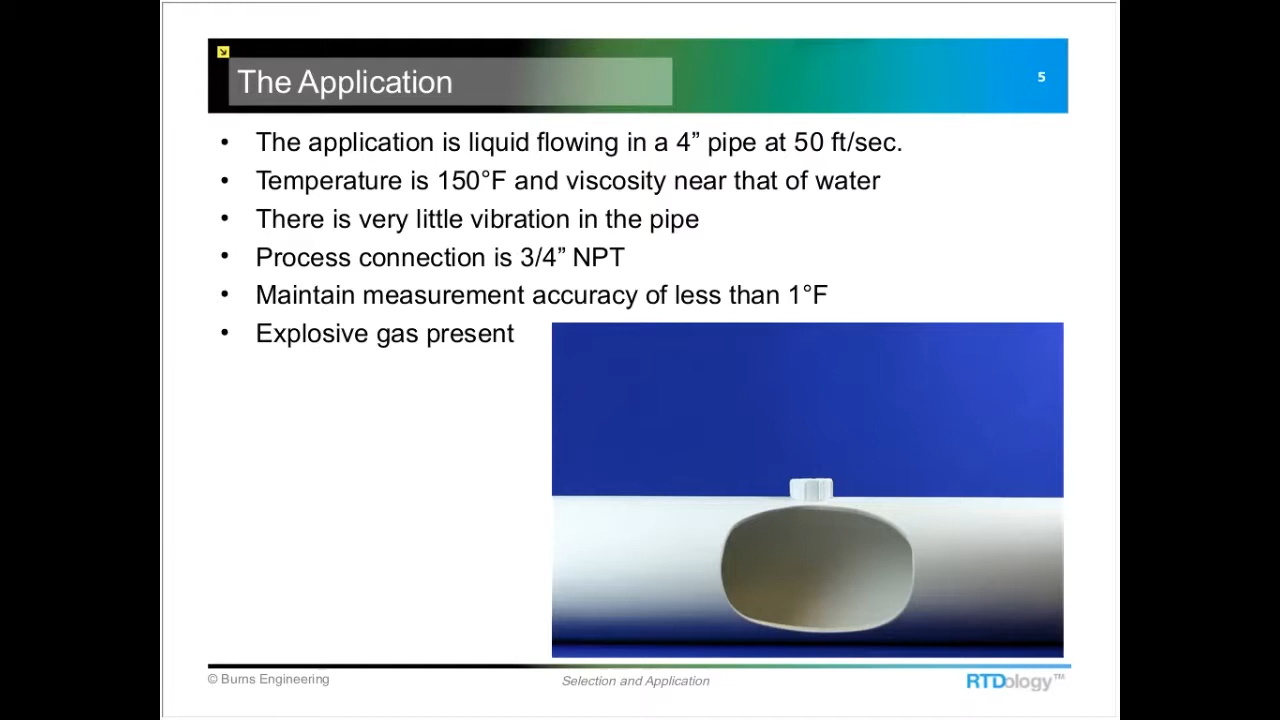 The Application
5
• The application is liquid flowing in a 4” pipe at 50 ft/sec.
• Temperature is 150°F and viscosity near that of water
• There is very little vibration in the pipe
• Process connection is 3/4” NPT
• Maintain measurement accuracy of less than 1°F
• Explosive gas present
© Burns Engineering
Selection and Application
RTDology™